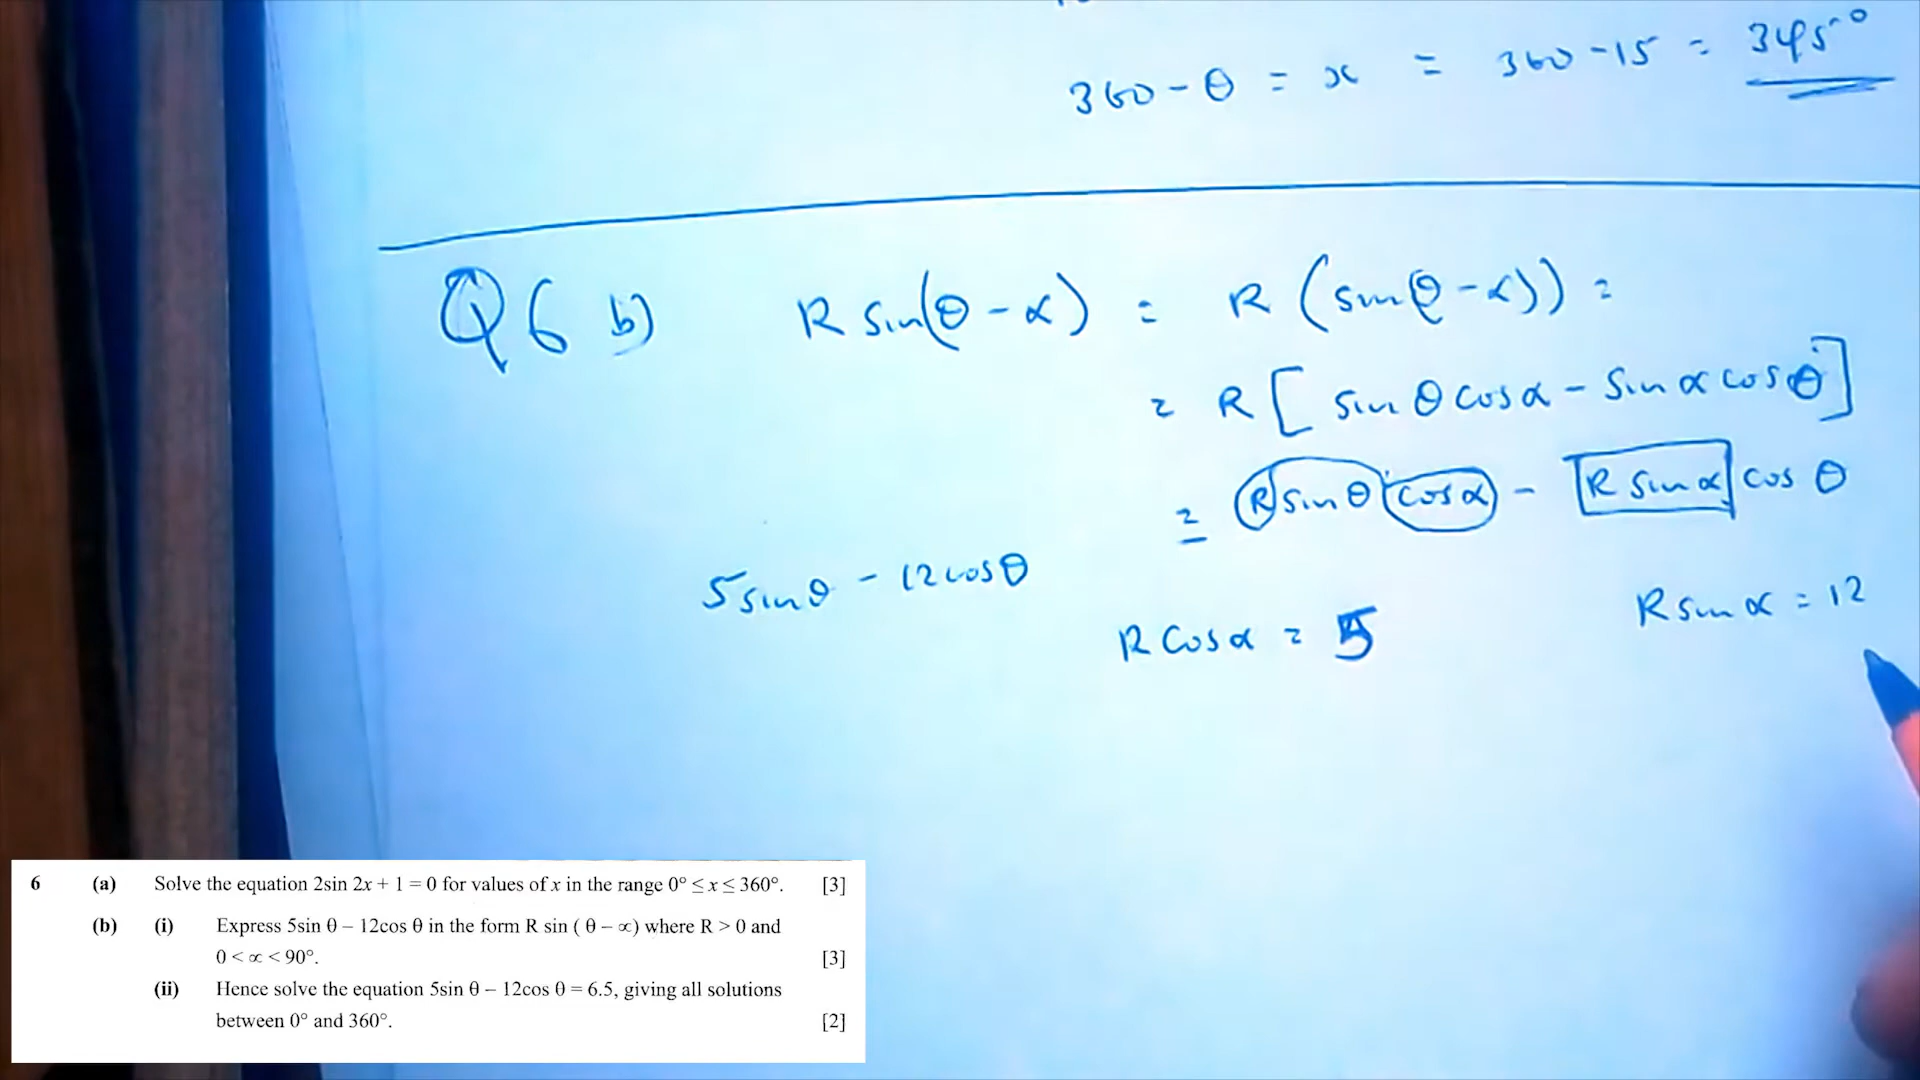 360 - θ = x = 360 - 15 = 345°
Q6 b) R sin(θ - α) = R (sin(θ - α)) =
= R [ sin θ cos α - sin α cos θ ]
= R sin θ cos α - R sin α cos θ
5 sin θ - 12 cos θ
R cos α = 5
R sin α = 12
6 (a) Solve the equation 2sin 2x + 1 = 0 for values of x in the range 0° ≤ x ≤ 360°. [3]
(b) (i) Express 5sin θ – 12cos θ in the form R sin ( θ – ∝) where R > 0 and
0 < ∝ < 90°. [3]
(ii) Hence solve the equation 5sin θ – 12cos θ = 6.5, giving all solutions
between 0° and 360°. [2]